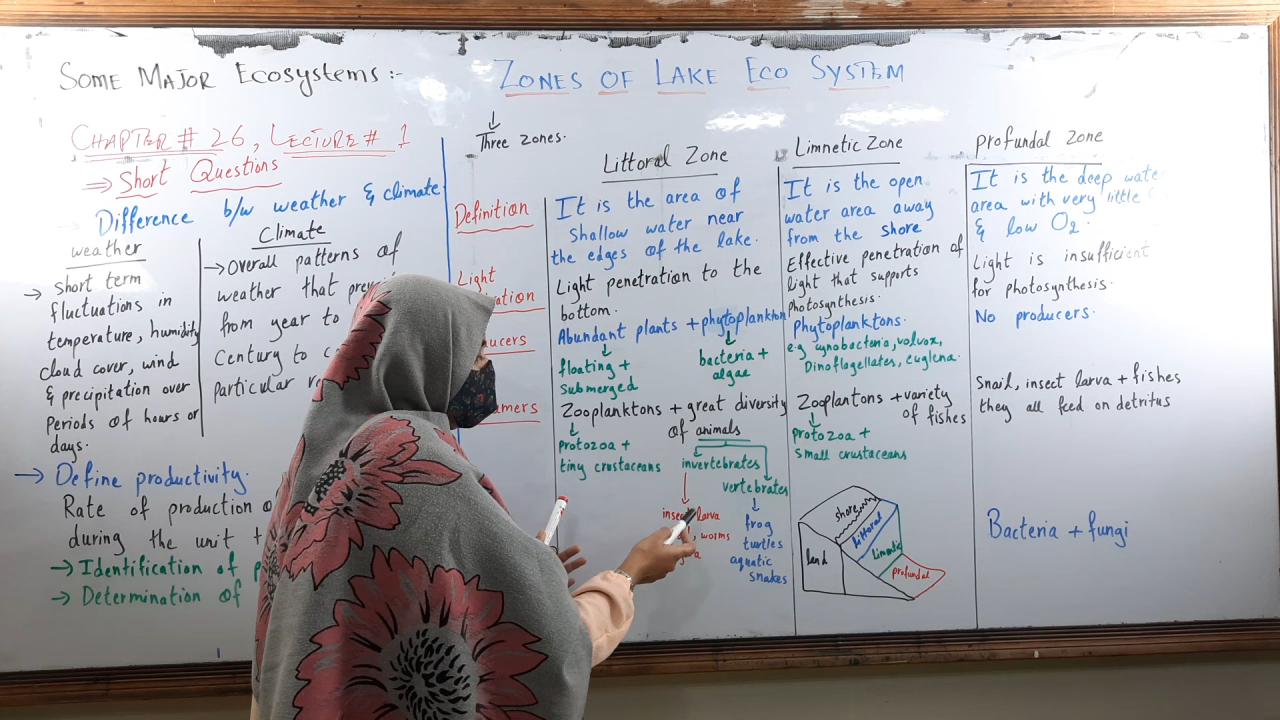 SOME MAJOR ECOSYSTEMS :-
CHAPTER # 26, LECTURE # 1
⇒ Short Questions
Difference b/w weather & climate
weather
→ short term
fluctuations in
temperature, humidity
cloud cover, wind
& precipitation over
Periods of hours or
days.
Climate
→ Overall patterns of
weather that
from year to
Century to
particular
→ Define productivity.
Rate of production
during the unit
→ Identification of
→ Determination of
ZONES OF LAKE ECO SYSTEM
↓
Three zones.
Definition
Light
Littoral Zone
It is the area of
Shallow water near
the edges of the lake.
Light penetration to the
bottom.
Abundant plants + phytoplankton
floating +
Submerged
bacteria +
algae
Zooplanktons + great diversity
of animals
protozoa +
tiny crustaceans
invertebrates
vertebrates
larva
worms
frog
turtles
aquatic
snakes
Limnetic Zone
It is the open
water area away
from the shore
Effective penetration of
light that supports
photosynthesis.
Phytoplanktons.
e.g cynobacteria, volvox,
Dinoflagellates, euglena.
Zooplantons + variety
of fishes
protozoa +
small crustaceans
shore
littoral
Limnetic
profundal
land
Profundal Zone
It is the deep
area with very little
& low O2.
Light is insufficient
for photosynthesis.
No producers.
Snail, insect larva + fishes
they all feed on detritus
Bacteria + fungi